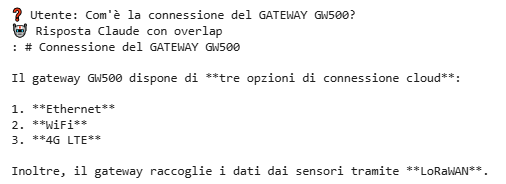 ❓ Utente: Com'è la connessione del GATEWAY GW500?
🤖 Risposta Claude con overlap
: # Connessione del GATEWAY GW500
Il gateway GW500 dispone di **tre opzioni di connessione cloud**:
1. **Ethernet**
2. **WiFi**
3. **4G LTE**
Inoltre, il gateway raccoglie i dati dai sensori tramite **LoRaWAN**.